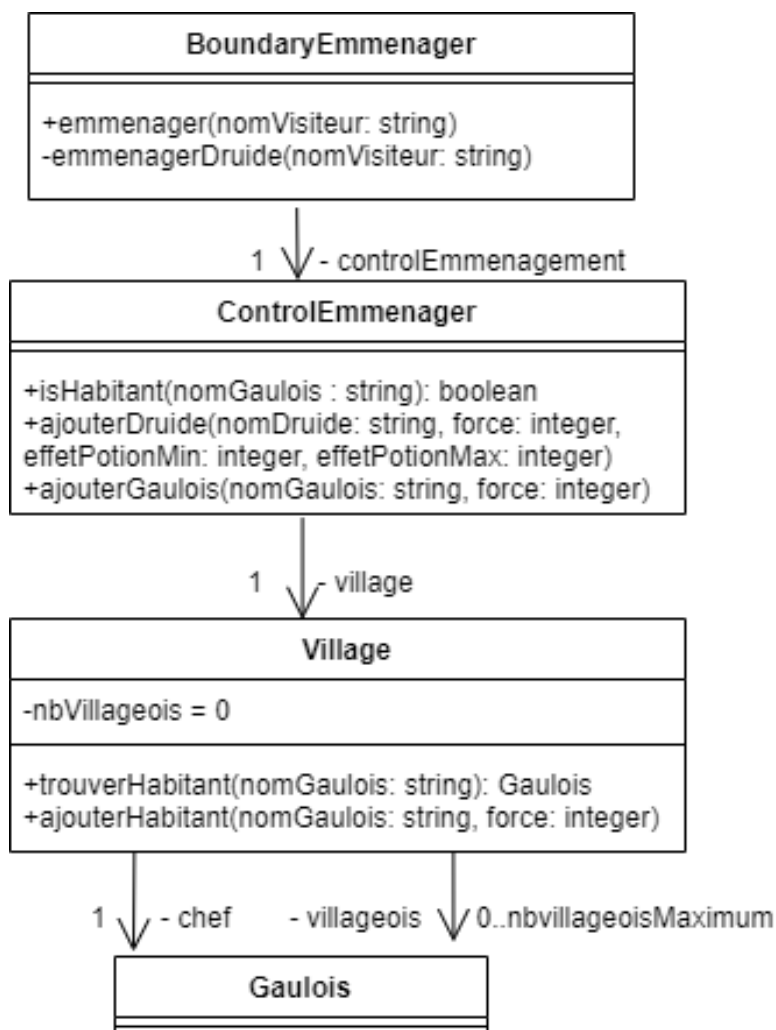 BoundaryEmmenager
+emmenager(nomVisiteur: string)
-emmenagerDruide(nomVisiteur: string)
1 - controlEmmenagement
ControlEmmenager
+isHabitant(nomGaulois : string): boolean
+ajouterDruide(nomDruide: string, force: integer,
effetPotionMin: integer, effetPotionMax: integer)
+ajouterGaulois(nomGaulois: string, force: integer)
1 - village
Village
-nbVillageois = 0
+trouverHabitant(nomGaulois: string): Gaulois
+ajouterHabitant(nomGaulois: string, force: integer)
1 - chef - villageois 0..nbvillageoisMaximum
Gaulois